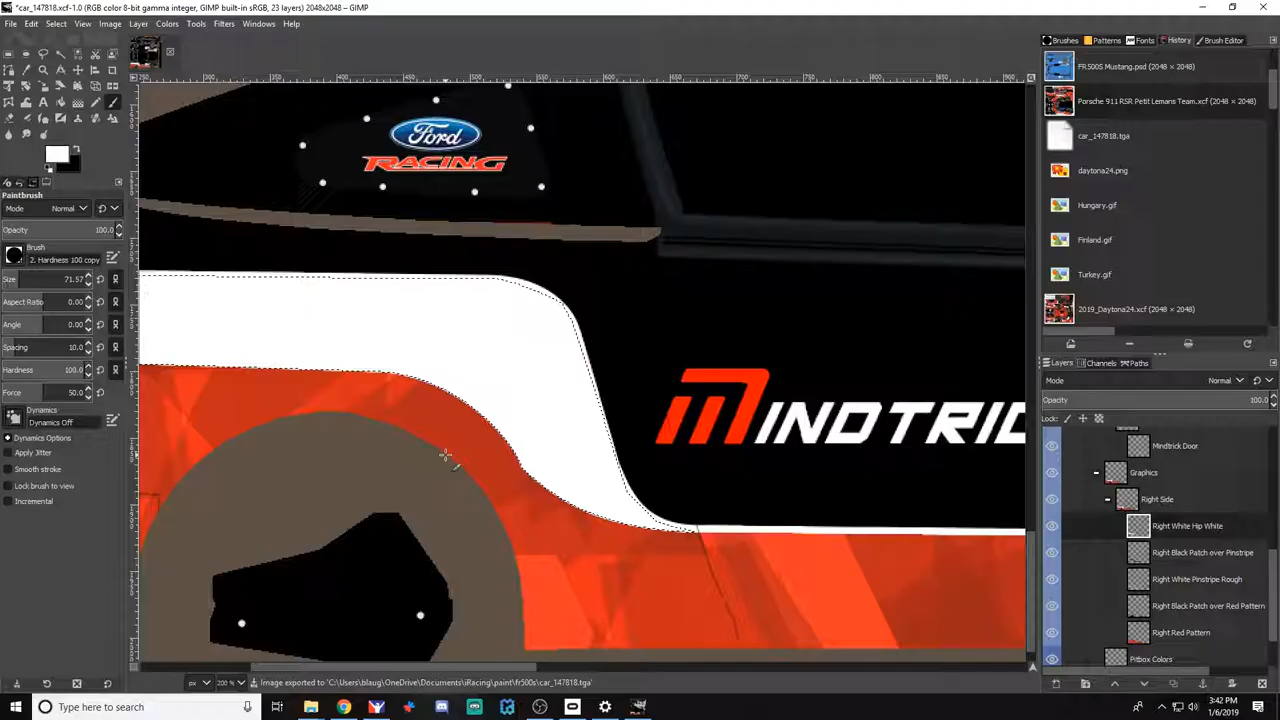 *car_147818.xcf-1.0 (RGB color 8-bit gamma integer, GIMP built-in sRGB, 23 layers) 2048x2048 – GIMP
File Edit Select View Image Layer Colors Tools Filters Windows Help
Brushes Patterns Fonts History Brush Editor
FR500S Mustang.psd (2048 × 2048)
Porsche 911 RSR Petit Lemans Team.xcf (2048 × 2048)
car_147818.tga
daytona24.png
Hungary.gif
Finland.gif
Turkey.gif
2019_Daytona24.xcf (2048 × 2048)
Paintbrush
Mode Normal
Opacity 100.0
Brush
2. Hardness 100 copy
Size 71.57
Aspect Ratio 0.00
Angle 0.00
Spacing 10.0
Hardness 100.0
Force 50.0
Dynamics
Dynamics Off
Dynamics Options
Apply Jitter
Smooth stroke
Lock brush to view
Incremental
Ford
RACING
MINDTRIC
Layers Channels Paths
Mode Normal
Opacity 100.0
Lock:
Mindtrick Door
Graphics
Right Side
Right White Hip White
Right Black Patch over Pinstripe
Right White Pinstripe Rough
Right Black Patch over Red Pattern
Right Red Pattern
Pitbox Colors
px 200 % Image exported to 'C:\Users\blaug\OneDrive\Documents\iRacing\paint\fr500s\car_147818.tga'
Type here to search
3:42 PM
1/6/2019